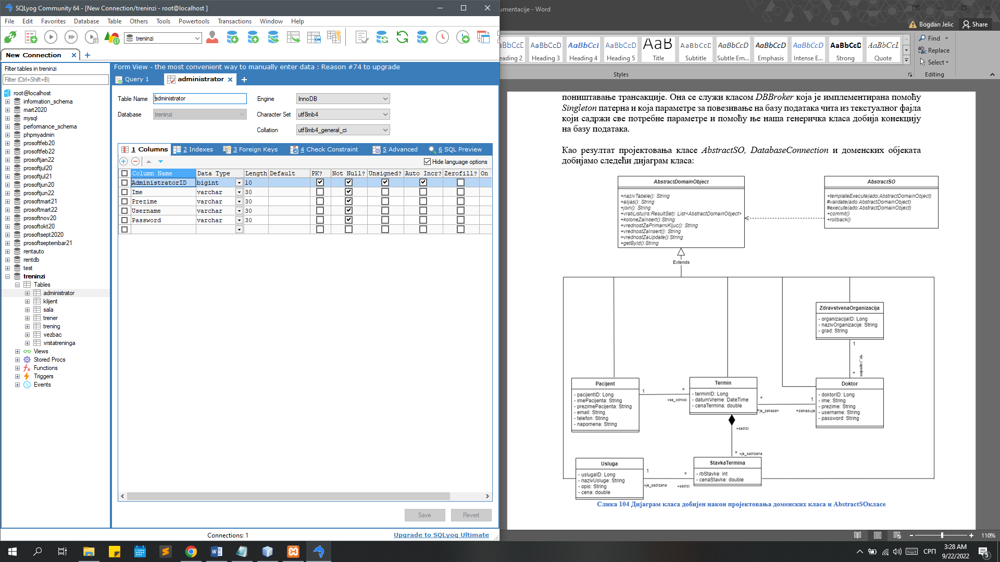 SQLyog Community 64 - [New Connection/treninzi - root@localhost ]
File Edit Favorites Database Table Others Tools Powertools Transactions Window Help
treninzi
New Connection
Filter tables in treninzi
Filter (Ctrl+Shift+B)
root@localhost
information_schema
mart2020
mysql
performance_schema
phpmyadmin
prosoftfeb20
prosoftfeb22
prosoftjan22
prosoftjul20
prosoftjul21
prosoftjun20
prosoftjun22
prosoftmart21
prosoftmart22
prosoftnov20
prosoftokt20
prosoftsept2020
prosoftseptembar21
rentauto
rentdb
test
treninzi
Tables
administrator
klijent
sala
trener
trening
vezbac
vrstatreninga
Views
Stored Procs
Functions
Triggers
Events
Form View - the most convenient way to manually enter data : Reason #74 to upgrade
Query 1 administrator
Table Name administrator Engine InnoDB
Database treninzi Character Set utf8mb4
Collation utf8mb4_general_ci
1 Columns 2 Indexes 3 Foreign Keys 4 Check Constraint 5 Advanced 6 SQL Preview
Hide language options
Column Name Data Type Length Default PK? Not Null? Unsigned? Auto Incr? Zerofill? On
AdministratorID bigint 10
Ime varchar 30
Prezime varchar 30
Username varchar 30
Password varchar 30
Save Revert
Connections: 1 Upgrade to SQLyog Ultimate
umentacije - Word
Bogdan Jelic Share
AaBbCcD AaBbCcI AaBbCcD AaB AaBbCcD AaBbCcD AaBbCcD AaBbCcD AaBbCcD AaBbCcI
eading 2 Heading 3 Heading 4 Heading 5 Title Subtitle Subtle Em... Emphasis Intense E... Strong Quote
Find
Replace
Select
Styles Editing
поништавање трансакције. Она се служи класом DBBroker која је имплементирана помоћу
Singleton патерна и која параметре за повезивање на базу података чита из текстуалног фајла
који садржи све потребне параметре и помоћу ње наша генеричка класа добија конекцију
на базу података.
Као резултат пројектовања класе AbstractSO, DatabaseConnection и доменских објеката
добијамо следећи дијаграм класа:
AbstractDomainObject
+nazivTabele(): String
+alijas(): String
+join(): String
+vratiListu(rs:ResultSet): List<AbstractDomainObject>
+koloneZaInsert():String
+vrednostZaPrimarniKljuc(): String
+vrednostZaInsert(): String
+vrednostZaUpdate():String
+getById():String
AbstractSO
+templateExecute(ado:AbstractDomainObject)
#validate(ado:AbstractDomainObject)
#execute(ado:AbstractDomainObject)
+commit()
+rollback()
Extends
ZdravstvenaOrganizacija
- organizacijaID: Long
- nazivOrganizacije: String
- grad: String
1
+je_zaposlen
*
Pacijent
- pacijentID: Long
- imePacijenta: String
- prezimePacijenta: String
- email: String
- telefon: String
- napomena: String
1 *
+se_odnosi
Termin
- terminID: Long
- datumVreme: DateTime
- cenaTermina: double
* 1
+je_zakazan +zakazuje
Doktor
- doktorID: Long
- ime: String
- prezime: String
- username: String
- password: String
+sadrzi
* +je_sadrzana
Usluga
- uslugaID: Long
- nazivUsluge: String
- opis: String
- cena: double
1 *
+je_sadrzana +sadrzi
StavkaTermina
- rbStavke: int
- cenaStavke: double
Слика 104 Дијаграм класа добијен након пројектовања доменских класа и AbstractSOкласе
110%
СРП
3:28 AM
9/22/2022
5